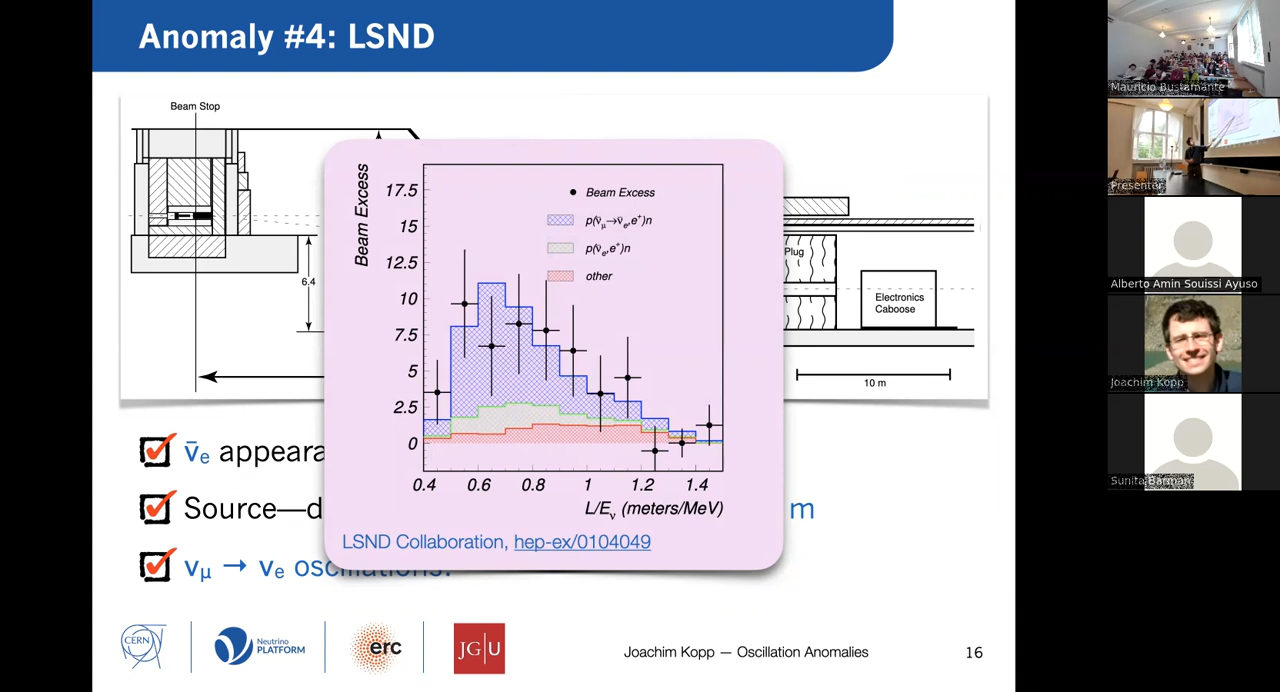 Anomaly #4: LSND
Beam Stop
6.4
Beam Excess
17.5
15
12.5
10
7.5
5
2.5
0
0.4 0.6 0.8 1 1.2 1.4
L/Eν (meters/MeV)
Beam Excess
p(ν̄μ→ν̄e,e⁺)n
p(ν̄e,e⁺)n
other
LSND Collaboration, hep-ex/0104049
Plug
Electronics
Caboose
10 m
ν̄e appeara
Source—d
m
νμ → νe oscillations?
CERN
Neutrino
PLATFORM
erc
JG|U
Joachim Kopp — Oscillation Anomalies
16
Mauricio Bustamante
Presenter
Alberto Amin Souissi Ayuso
Joachim Kopp
Sunita Barman